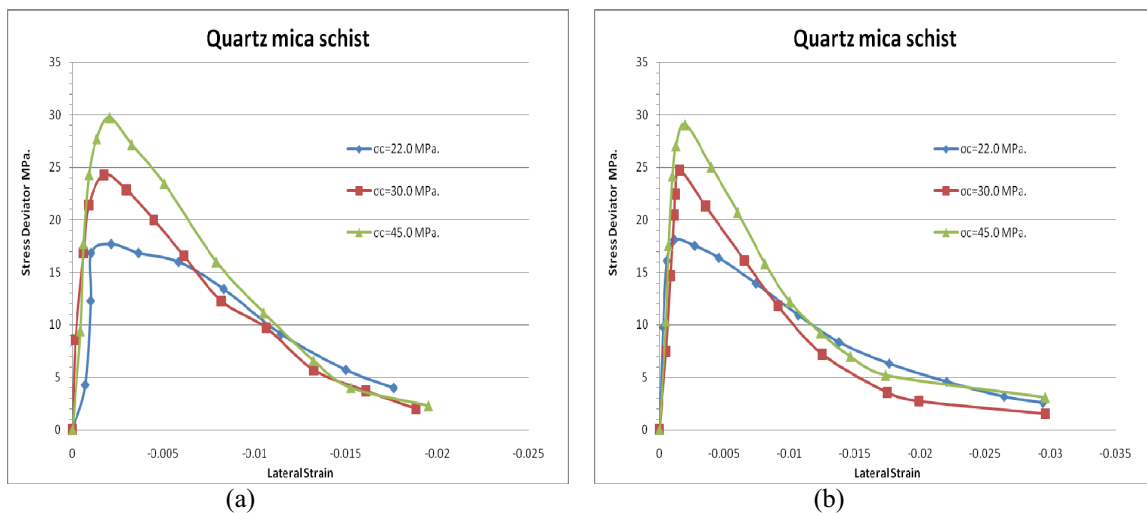 Quartz mica schist
Stress Deviator MPa.
35
30
25
20
15
10
5
0
σc=22.0 MPa.
σc=30.0 MPa.
σc=45.0 MPa.
0 -0.005 -0.01 -0.015 -0.02 -0.025
Lateral Strain
(a)
Quartz mica schist
Stress Deviator MPa.
35
30
25
20
15
10
5
0
σc=22.0 MPa.
σc=30.0 MPa.
σc=45.0 MPa.
0 -0.005 -0.01 -0.015 -0.02 -0.025 -0.03 -0.035
Lateral Strain
(b)